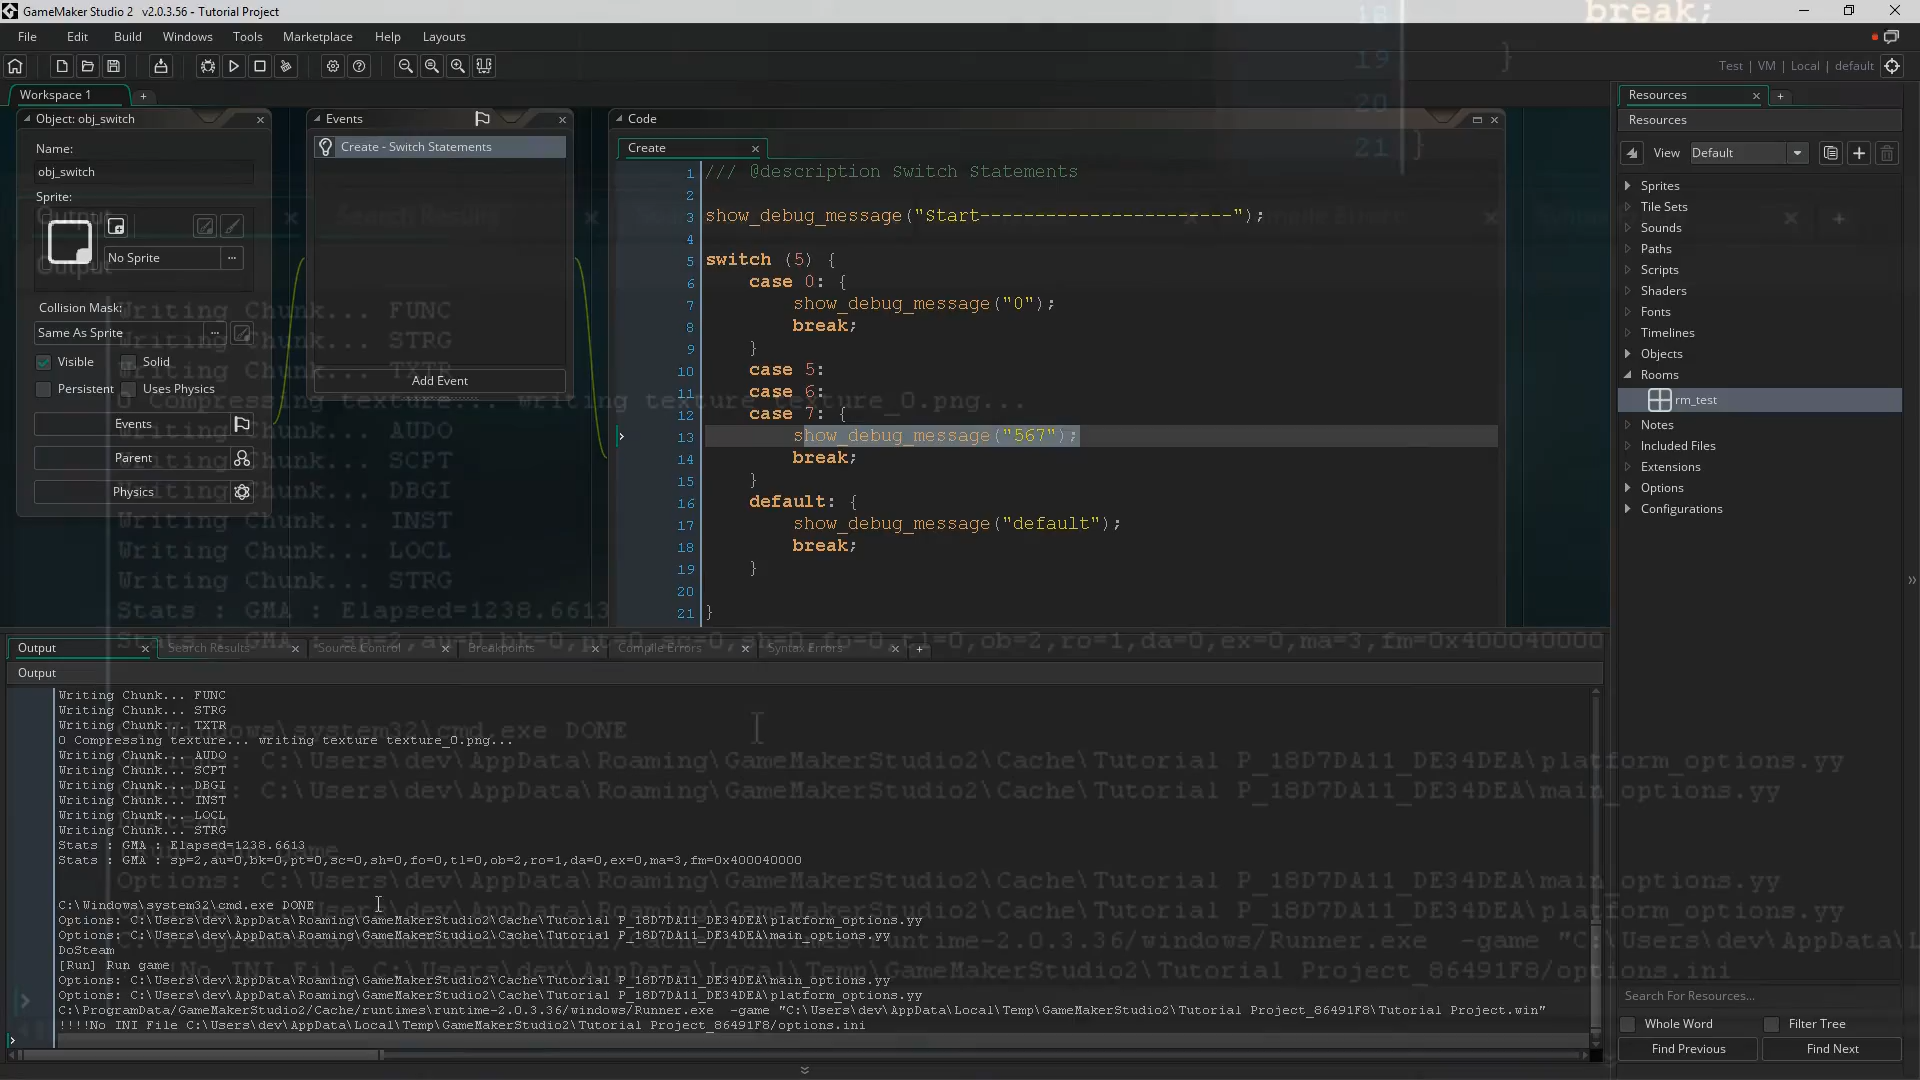 GameMaker Studio 2   v2.0.3.56 - Tutorial Project
File Edit Build Windows Tools Marketplace Help Layouts
Test | VM | Local | default
Workspace 1
Object: obj_switch
Name:
obj_switch
Sprite:
No Sprite
Collision Mask:
Same As Sprite
Visible Solid
Persistent Uses Physics
Events
Parent
Physics
Events
Create - Switch Statements
Add Event
Code
Create
1 /// @description Switch Statements
2
3 show_debug_message("Start-----------------------");
4
5 switch (5) {
6 case 0: {
7 show_debug_message("0");
8 break;
9 }
10 case 5:
11 case 6:
12 case 7: {
13 show_debug_message("567");
14 break;
15 }
16 default: {
17 show_debug_message("default");
18 break;
19 }
20
21 }
break;
18
19 }
20
21 }
Resources
Resources
View Default
Sprites
Tile Sets
Sounds
Paths
Scripts
Shaders
Fonts
Timelines
Objects
Rooms
rm_test
Notes
Included Files
Extensions
Options
Configurations
Search For Resources...
Whole Word Filter Tree
Find Previous Find Next
Output Search Results Source Control Breakpoints Compile Errors Syntax Errors
Output
Writing Chunk... FUNC
Writing Chunk... STRG
Writing Chunk... TXTR
0 Compressing texture... writing texture texture_0.png...
Writing Chunk... AUDO
Writing Chunk... SCPT
Writing Chunk... DBGI
Writing Chunk... INST
Writing Chunk... LOCL
Writing Chunk... STRG
Stats : GMA : Elapsed=1238.6613
Stats : GMA : sp=2,au=0,bk=0,pt=0,sc=0,sh=0,fo=0,tl=0,ob=2,ro=1,da=0,ex=0,ma=3,fm=0x400040000
C:\Windows\system32\cmd.exe DONE
Options: C:\Users\dev\AppData\Roaming\GameMakerStudio2\Cache\Tutorial P_18D7DA11_DE34DEA\platform_options.yy
Options: C:\Users\dev\AppData\Roaming\GameMakerStudio2\Cache\Tutorial P_18D7DA11_DE34DEA\main_options.yy
DoSteam
[Run] Run game
Options: C:\Users\dev\AppData\Roaming\GameMakerStudio2\Cache\Tutorial P_18D7DA11_DE34DEA\main_options.yy
Options: C:\Users\dev\AppData\Roaming\GameMakerStudio2\Cache\Tutorial P_18D7DA11_DE34DEA\platform_options.yy
C:\ProgramData/GameMakerStudio2/Cache/runtimes\runtime-2.0.3.36/windows/Runner.exe  -game "C:\Users\dev\AppData\Local\Temp\GameMakerStudio2\Tutorial Project_86491F8\Tutorial Project.win"
!!!!No INI File C:\Users\dev\AppData\Local\Temp\GameMakerStudio2\Tutorial Project_86491F8/options.ini